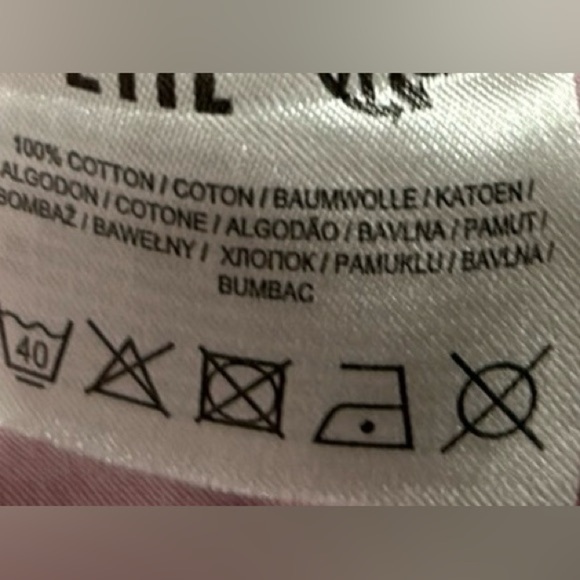 100% COTTON / COTON / BAUMWOLLE / KATOEN /
ALGODON / COTONE / ALGODÃO / BAVLNA / PAMUT /
BOMBAŽ / BAWEŁNY / ХЛОПОК / PAMUKLU / BAVLNA /
BUMBAC
40